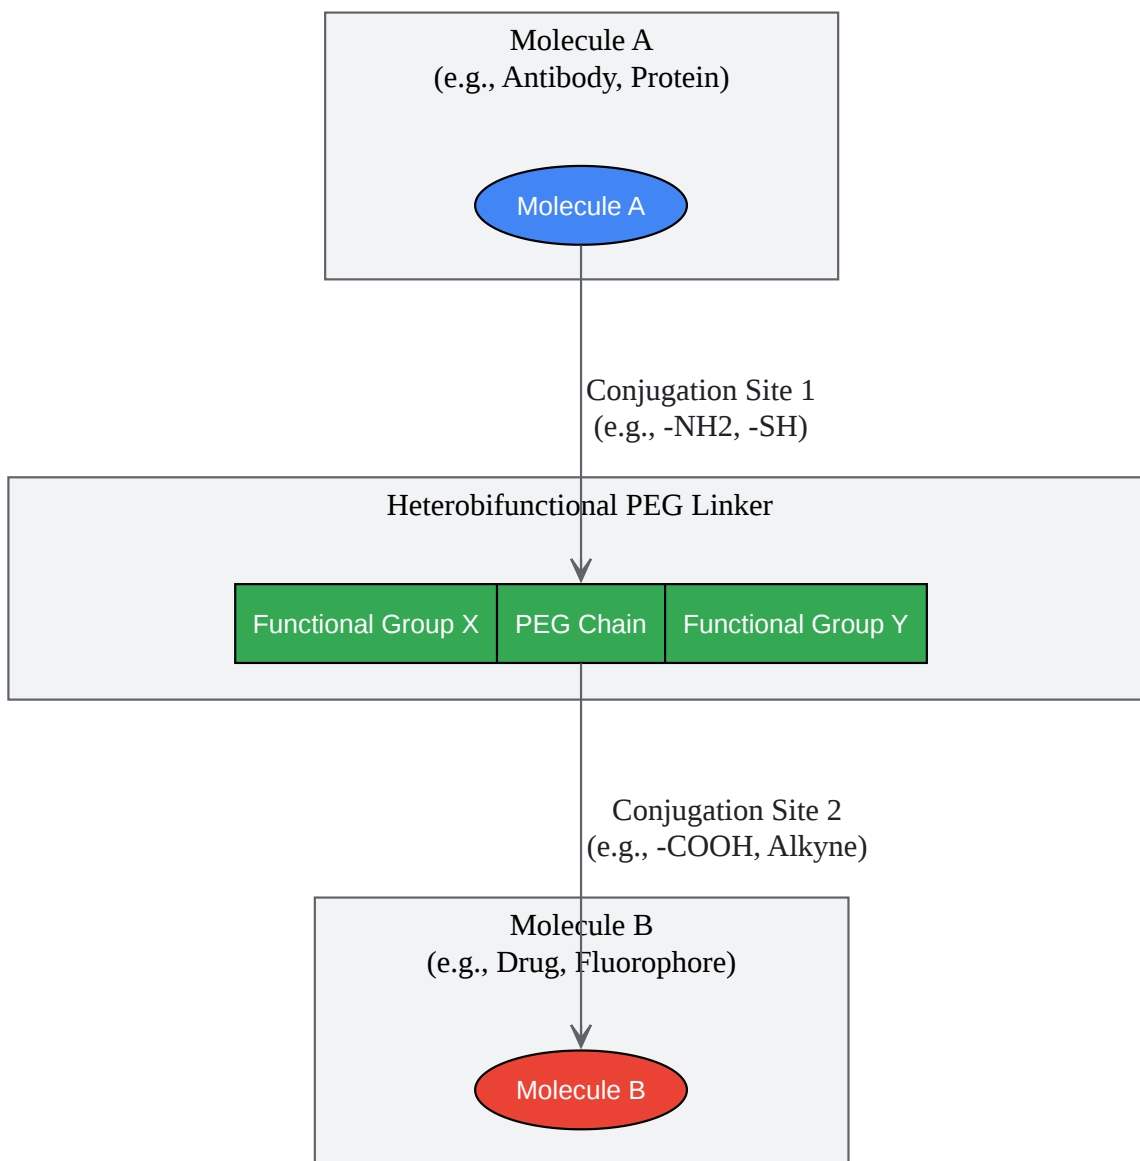 Molecule A
(e.g., Antibody, Protein)
Molecule A
Conjugation Site 1
(e.g., -NH2, -SH)
Heterobifunctional PEG Linker
Functional Group X
PEG Chain
Functional Group Y
Conjugation Site 2
(e.g., -COOH, Alkyne)
Molecule B
(e.g., Drug, Fluorophore)
Molecule B